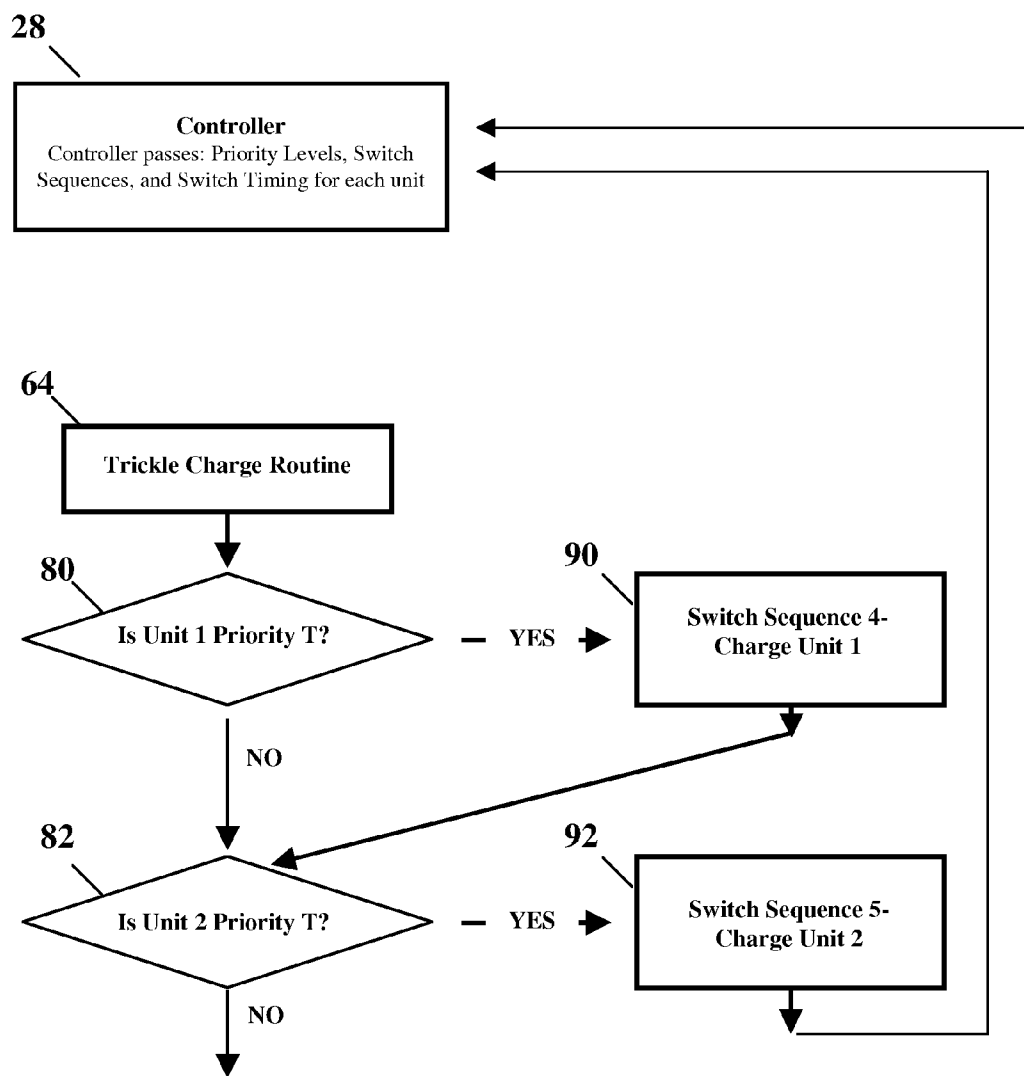 28
Controller
Controller passes: Priority Levels, Switch
Sequences, and Switch Timing for each unit
64
Trickle Charge Routine
80
Is Unit 1 Priority T?
YES
90
Switch Sequence 4-
Charge Unit 1
NO
82
Is Unit 2 Priority T?
YES
92
Switch Sequence 5-
Charge Unit 2
NO